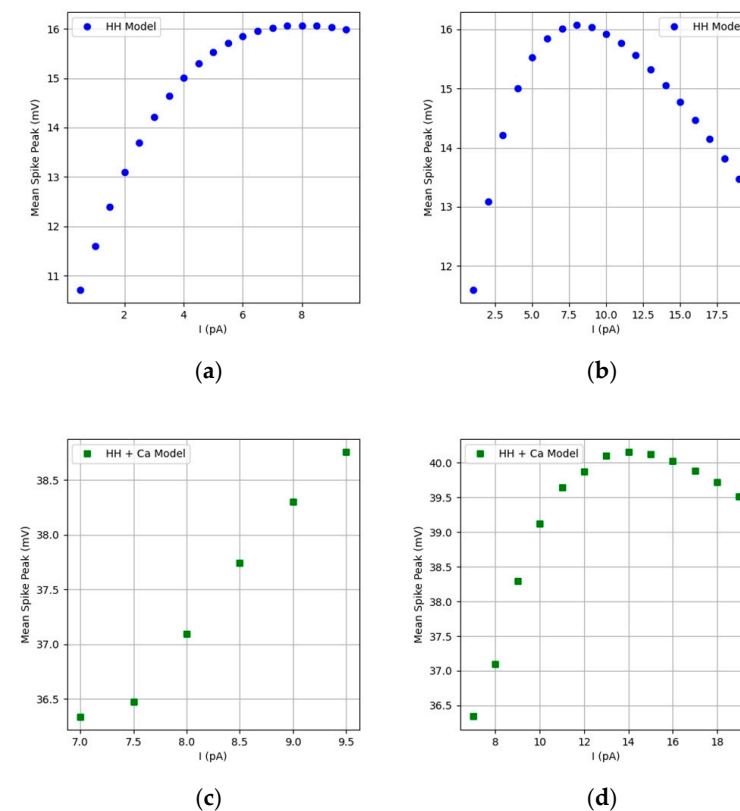 HH Model
Mean Spike Peak (mV)
16
15
14
13
12
11
2
4
6
8
I (pA)
(a)
HH Mode
Mean Spike Peak (mV)
16
15
14
13
12
2.5
5.0
7.5
10.0
12.5
15.0
17.5
I (pA)
(b)
HH + Ca Model
Mean Spike Peak (mV)
38.5
38.0
37.5
37.0
36.5
7.0
7.5
8.0
8.5
9.0
9.5
I (pA)
(c)
HH + Ca Model
Mean Spike Peak (mV)
40.0
39.5
39.0
38.5
38.0
37.5
37.0
36.5
8
10
12
14
16
18
I (pA)
(d)